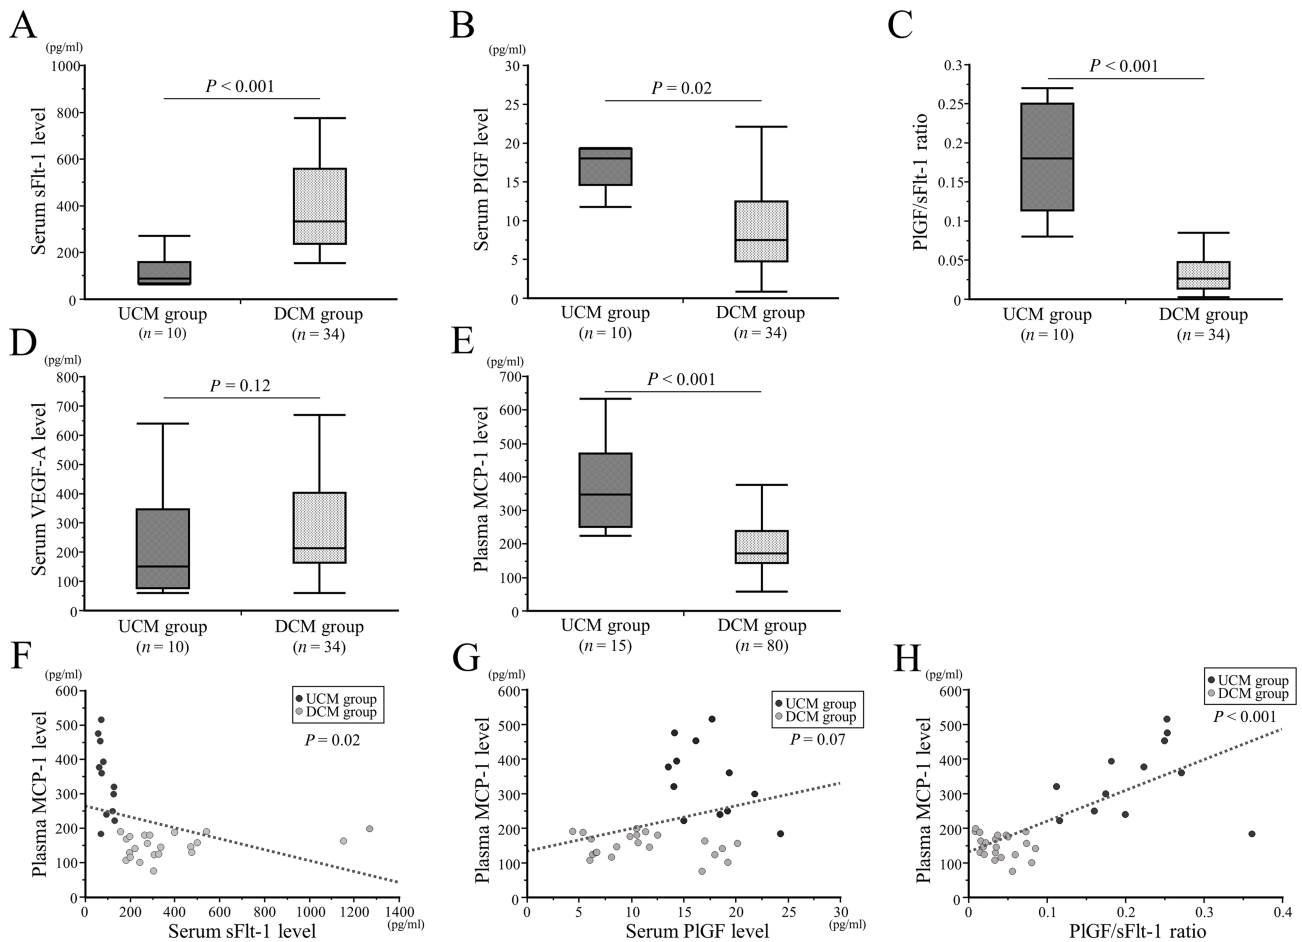 A
(pg/ml)
Serum sFlt-1 level
1000
800
600
400
200
0
P < 0.001
UCM group
(n = 10)
DCM group
(n = 34)
B
(pg/ml)
Serum PlGF level
30
25
20
15
10
5
0
P = 0.02
UCM group
(n = 10)
DCM group
(n = 34)
C
PlGF/sFlt-1 ratio
0.3
0.25
0.2
0.15
0.1
0.05
0
P < 0.001
UCM group
(n = 10)
DCM group
(n = 34)
D
(pg/ml)
Serum VEGF-A level
800
700
600
500
400
300
200
100
0
P = 0.12
UCM group
(n = 10)
DCM group
(n = 34)
E
(pg/ml)
Plasma MCP-1 level
700
600
500
400
300
200
100
0
P < 0.001
UCM group
(n = 15)
DCM group
(n = 80)
F
(pg/ml)
Plasma MCP-1 level
600
500
400
300
200
100
0
UCM group
DCM group
P = 0.02
0 200 400 600 800 1000 1200 1400
(pg/ml)
Serum sFlt-1 level
G
(pg/ml)
Plasma MCP-1 level
600
500
400
300
200
100
0
UCM group
DCM group
P = 0.07
0 5 10 15 20 25 30
(pg/ml)
Serum PlGF level
H
(pg/ml)
Plasma MCP-1 level
600
500
400
300
200
100
0
UCM group
DCM group
P < 0.001
0 0.1 0.2 0.3 0.4
PlGF/sFlt-1 ratio